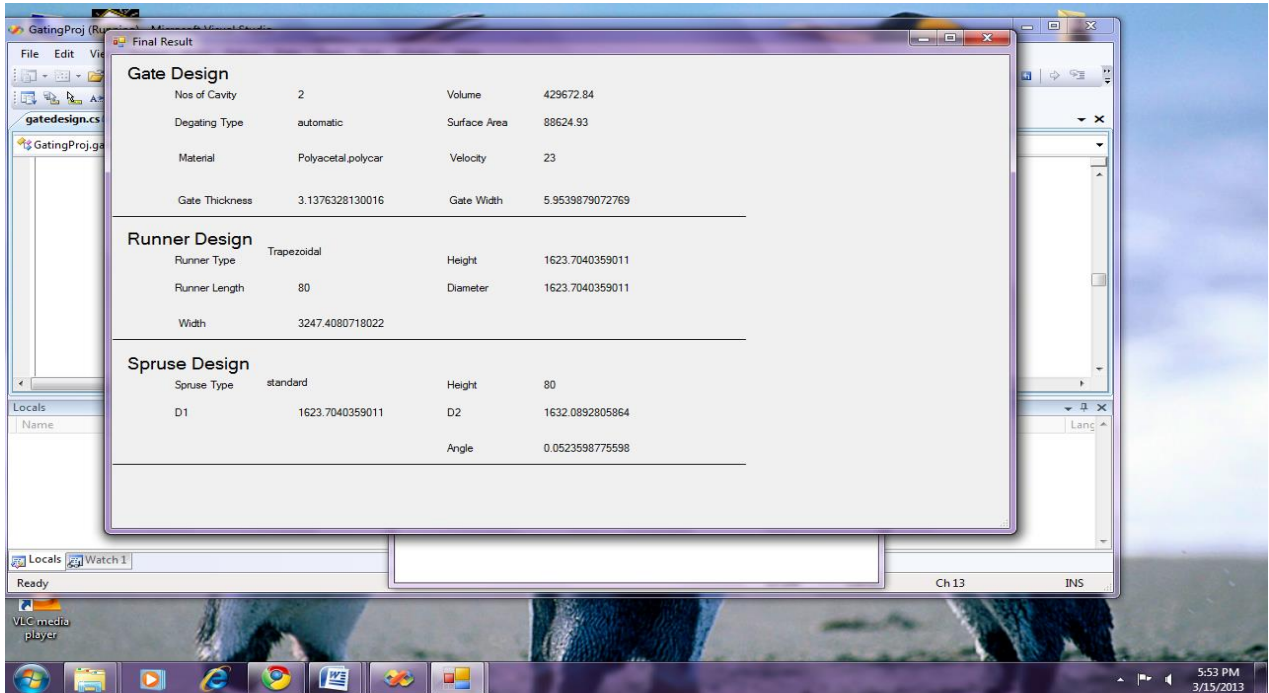 GatingProj (Ru
Final Result
File Edit Vie
gatedesign.cs
GatingProj.ga
Gate Design
Nos of Cavity 2 Volume 429672.84
Degating Type automatic Surface Area 88624.93
Material Polyacetal,polycar Velocity 23
Gate Thickness 3.1376328130016 Gate Width 5.9539879072769
Runner Design
Runner Type Trapezoidal Height 1623.7040359011
Runner Length 80 Diameter 1623.7040359011
Width 3247.4080718022
Spruse Design
Spruse Type standard Height 80
D1 1623.7040359011 D2 1632.0892805864
Angle 0.0523598775598
Locals
Name Lang
Locals Watch 1
Ready Ch 13 INS
VLC media
player
5:53 PM
3/15/2013